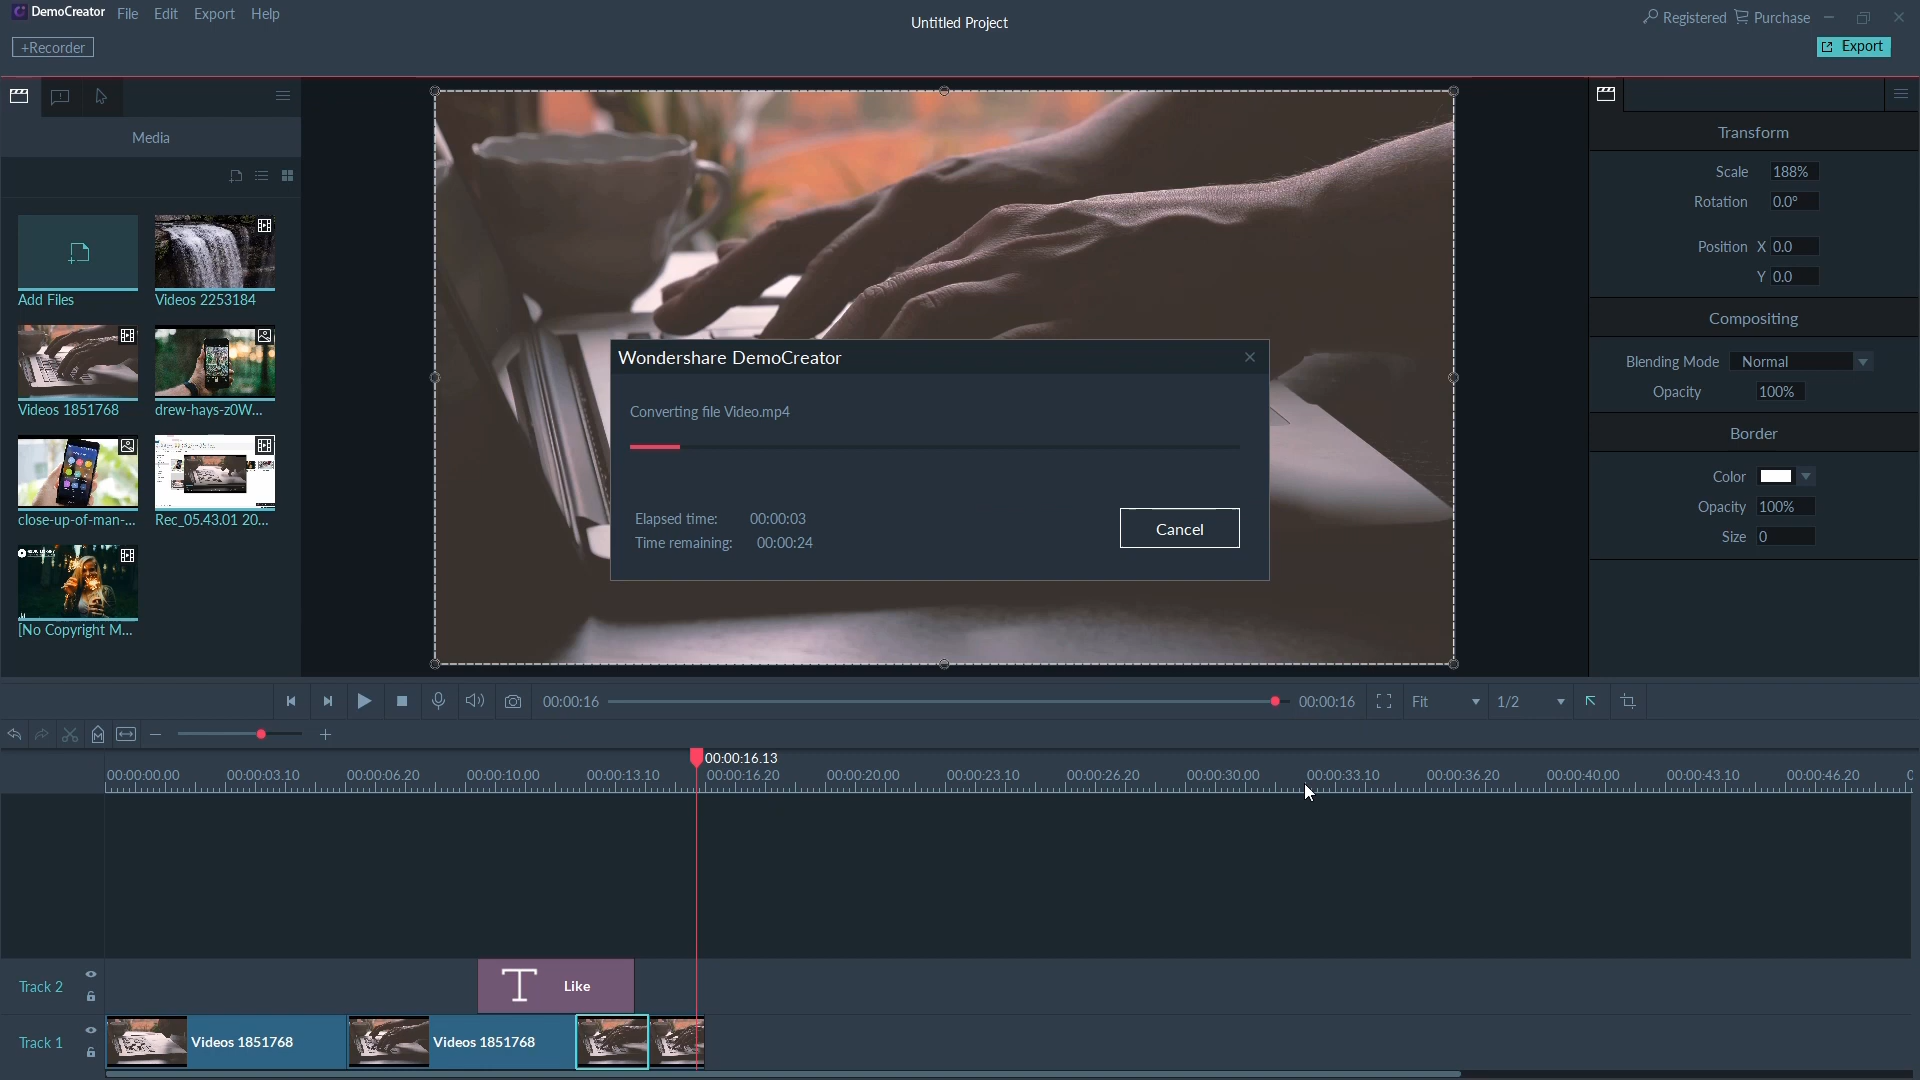 DemoCreator File Edit Export Help
Untitled Project
Registered Purchase
+Recorder
Export
Media
Add Files
Videos 2253184
Videos 1851768
drew-hays-z0W...
close-up-of-man-...
Rec_05.43.01 20...
[No Copyright M...
Wondershare DemoCreator
Converting file Video.mp4
Elapsed time: 00:00:03
Time remaining: 00:00:24
Cancel
Transform
Scale 188%
Rotation 0.0°
Position X 0.0
Y 0.0
Compositing
Blending Mode Normal
Opacity 100%
Border
Color
Opacity 100%
Size 0
00:00:16 00:00:16 Fit 1/2
00:00:16.13
00:00:00.00 00:00:03.10 00:00:06.20 00:00:10.00 00:00:13.10 00:00:16.20 00:00:20.00 00:00:23.10 00:00:26.20 00:00:30.00 00:00:33.10 00:00:36.20 00:00:40.00 00:00:43.10 00:00:46.20
Track 2 T Like
Track 1 Videos 1851768 Videos 1851768